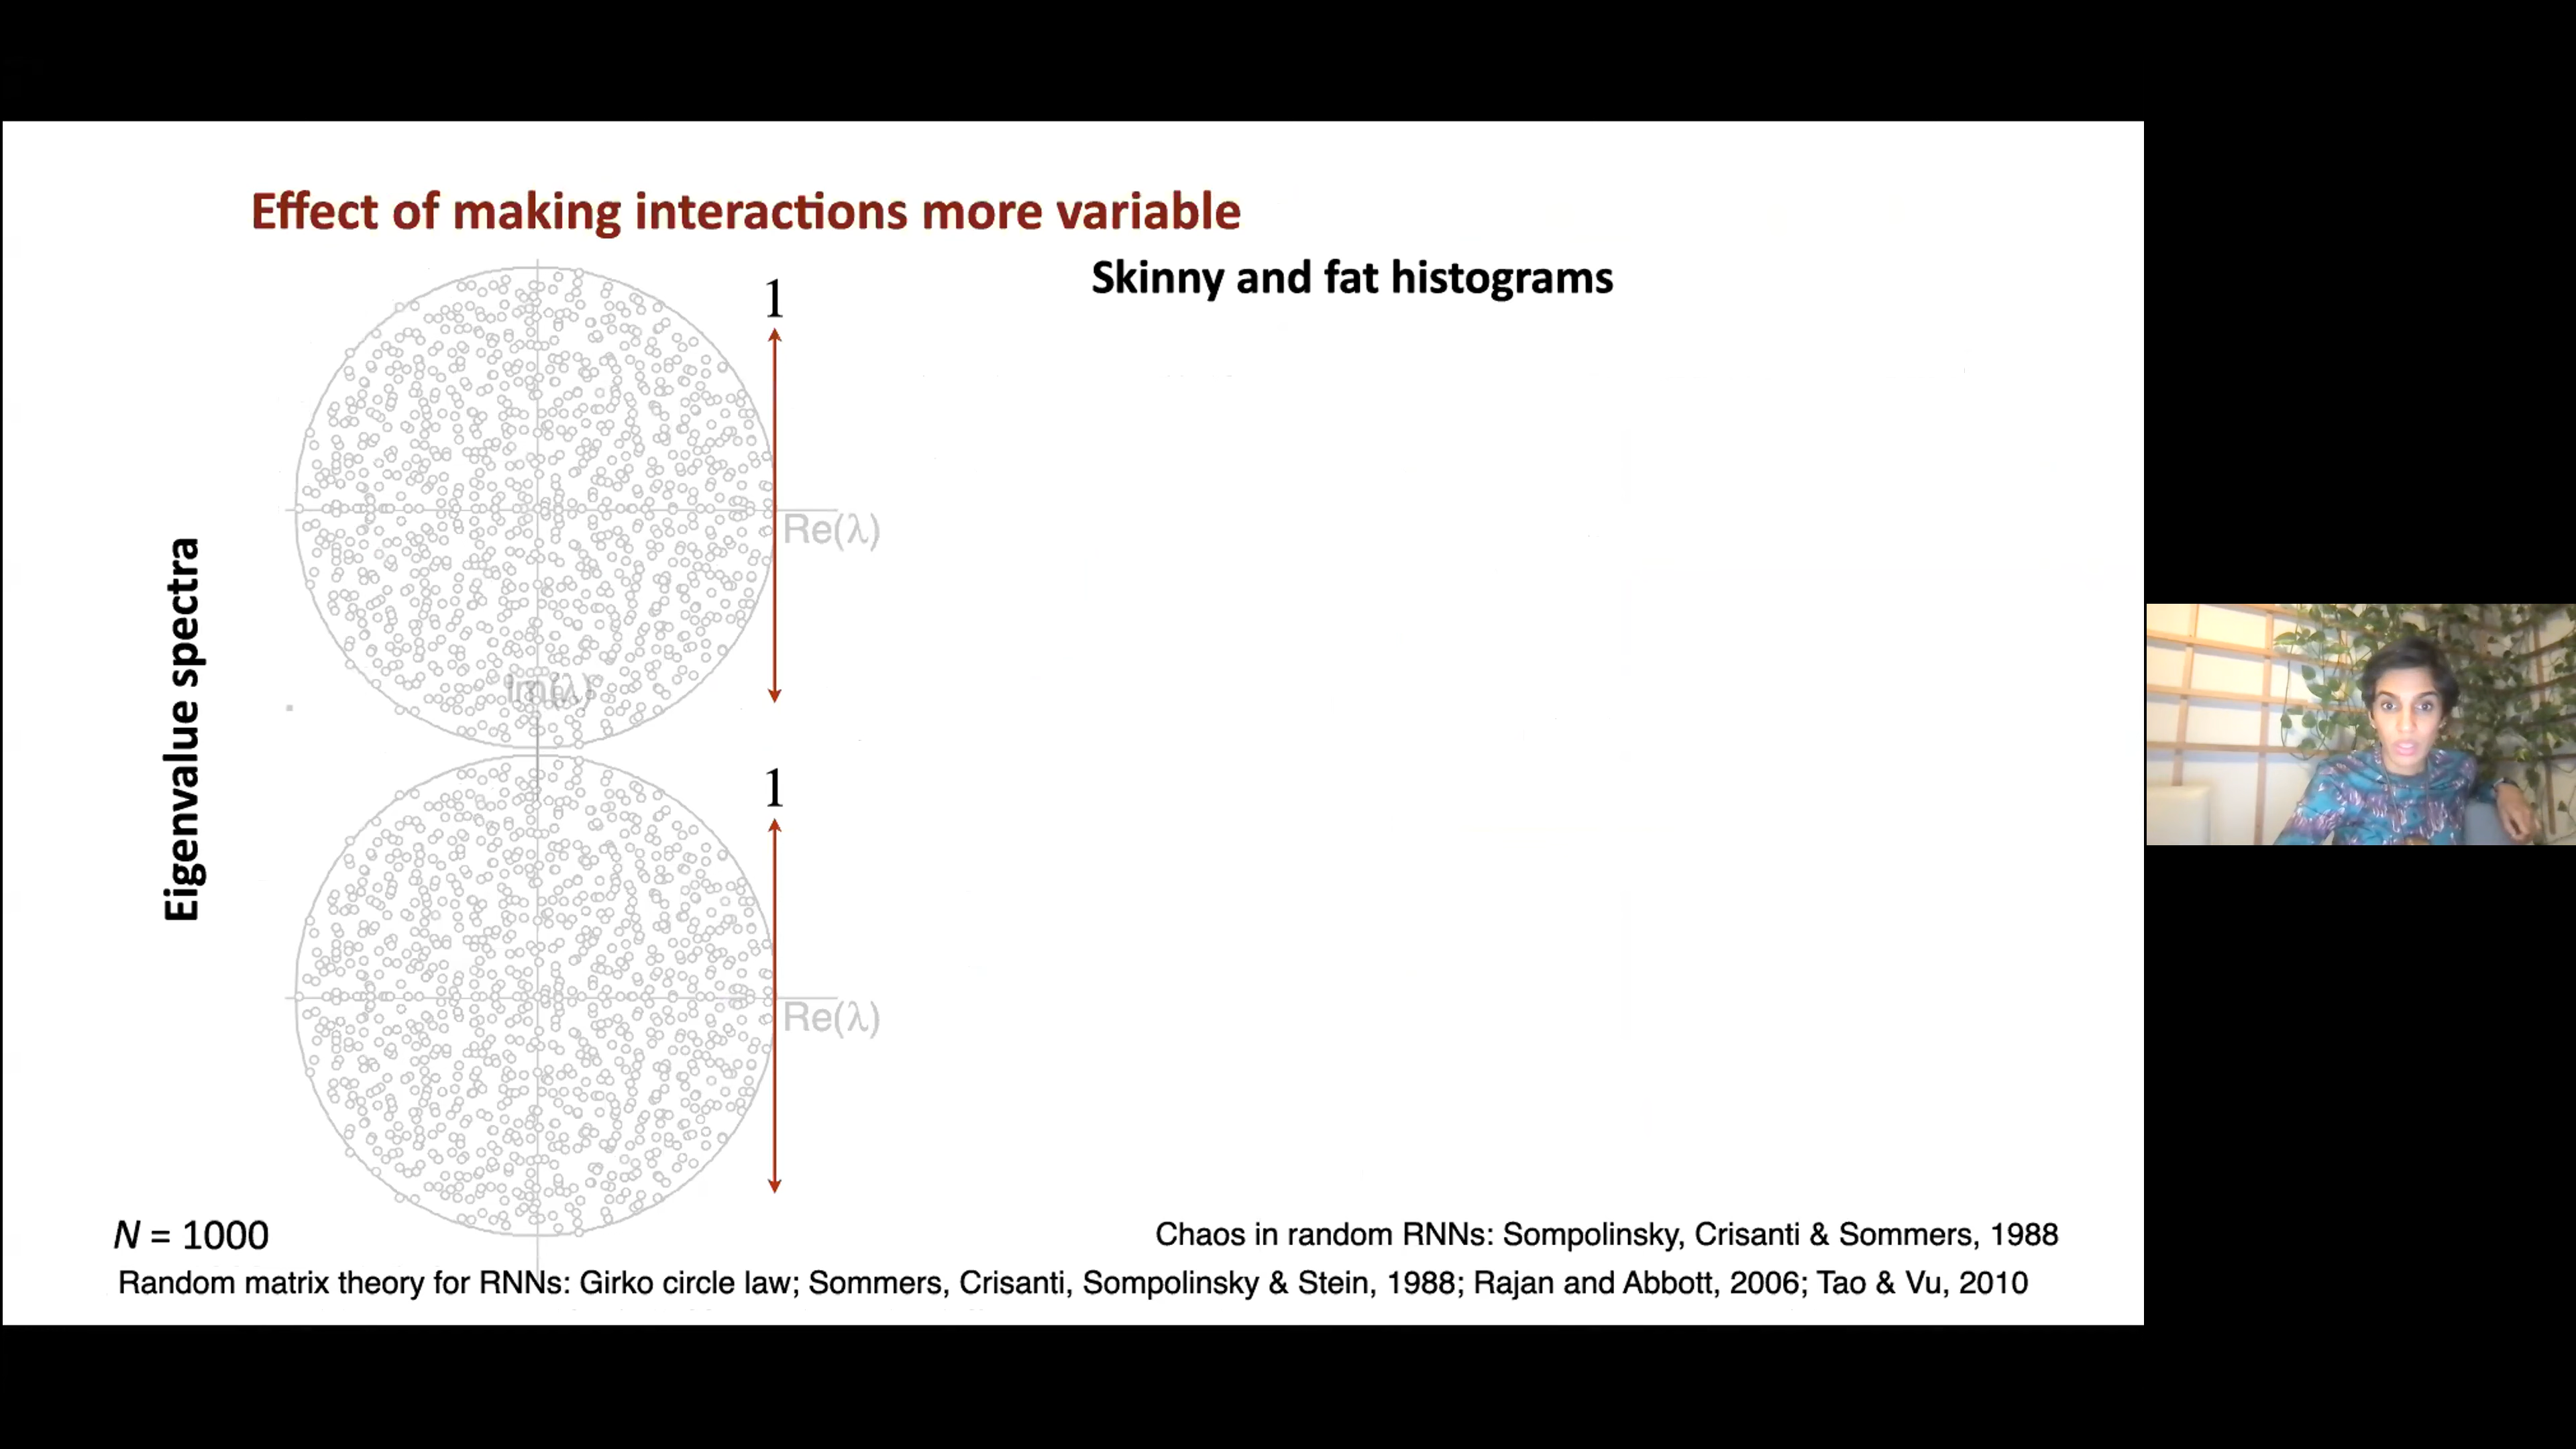 Effect of making interactions more variable
Skinny and fat histograms
1
Re(λ)
Eigenvalue spectra
Im(λ)
1
Re(λ)
N = 1000
Chaos in random RNNs: Sompolinsky, Crisanti & Sommers, 1988
Random matrix theory for RNNs: Girko circle law; Sommers, Crisanti, Sompolinsky & Stein, 1988; Rajan and Abbott, 2006; Tao & Vu, 2010